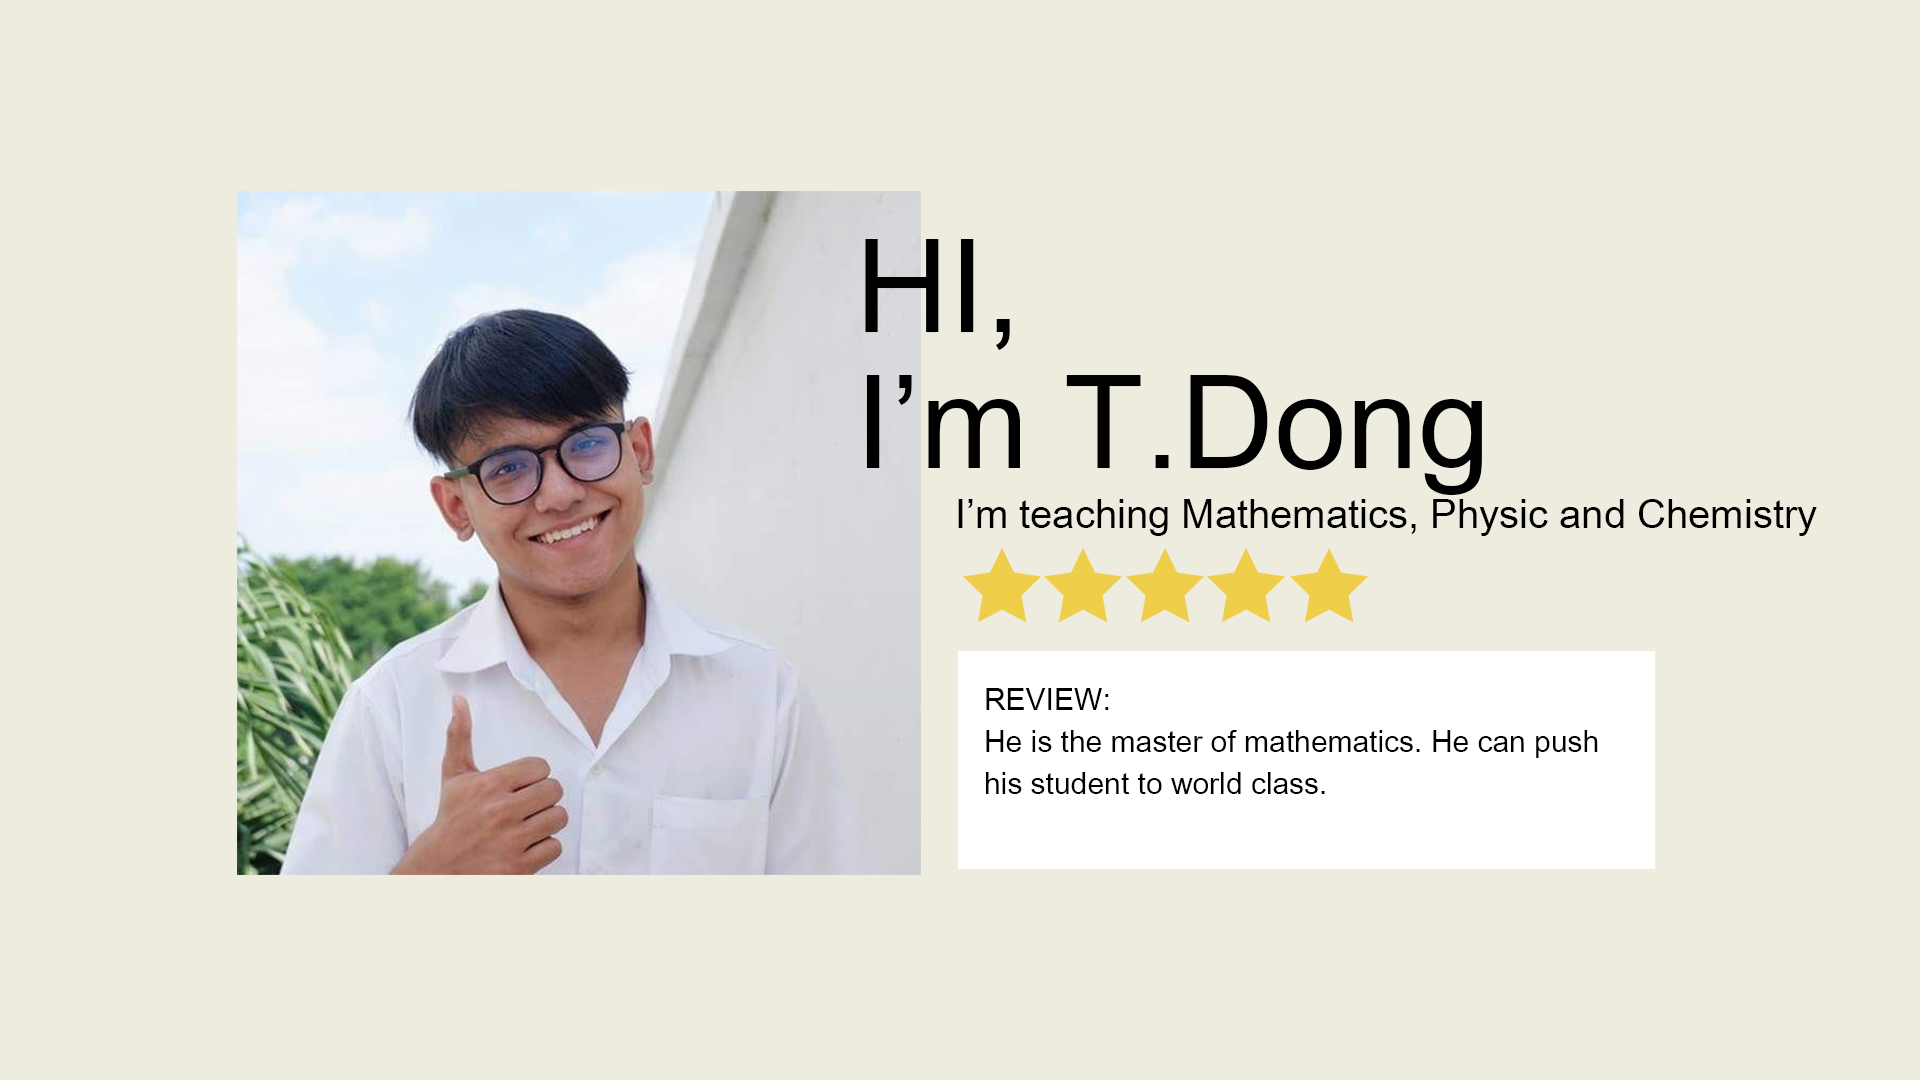 HI,
I’m T.Dong
I’m teaching Mathematics, Physic and Chemistry
REVIEW:
He is the master of mathematics. He can push
his student to world class.